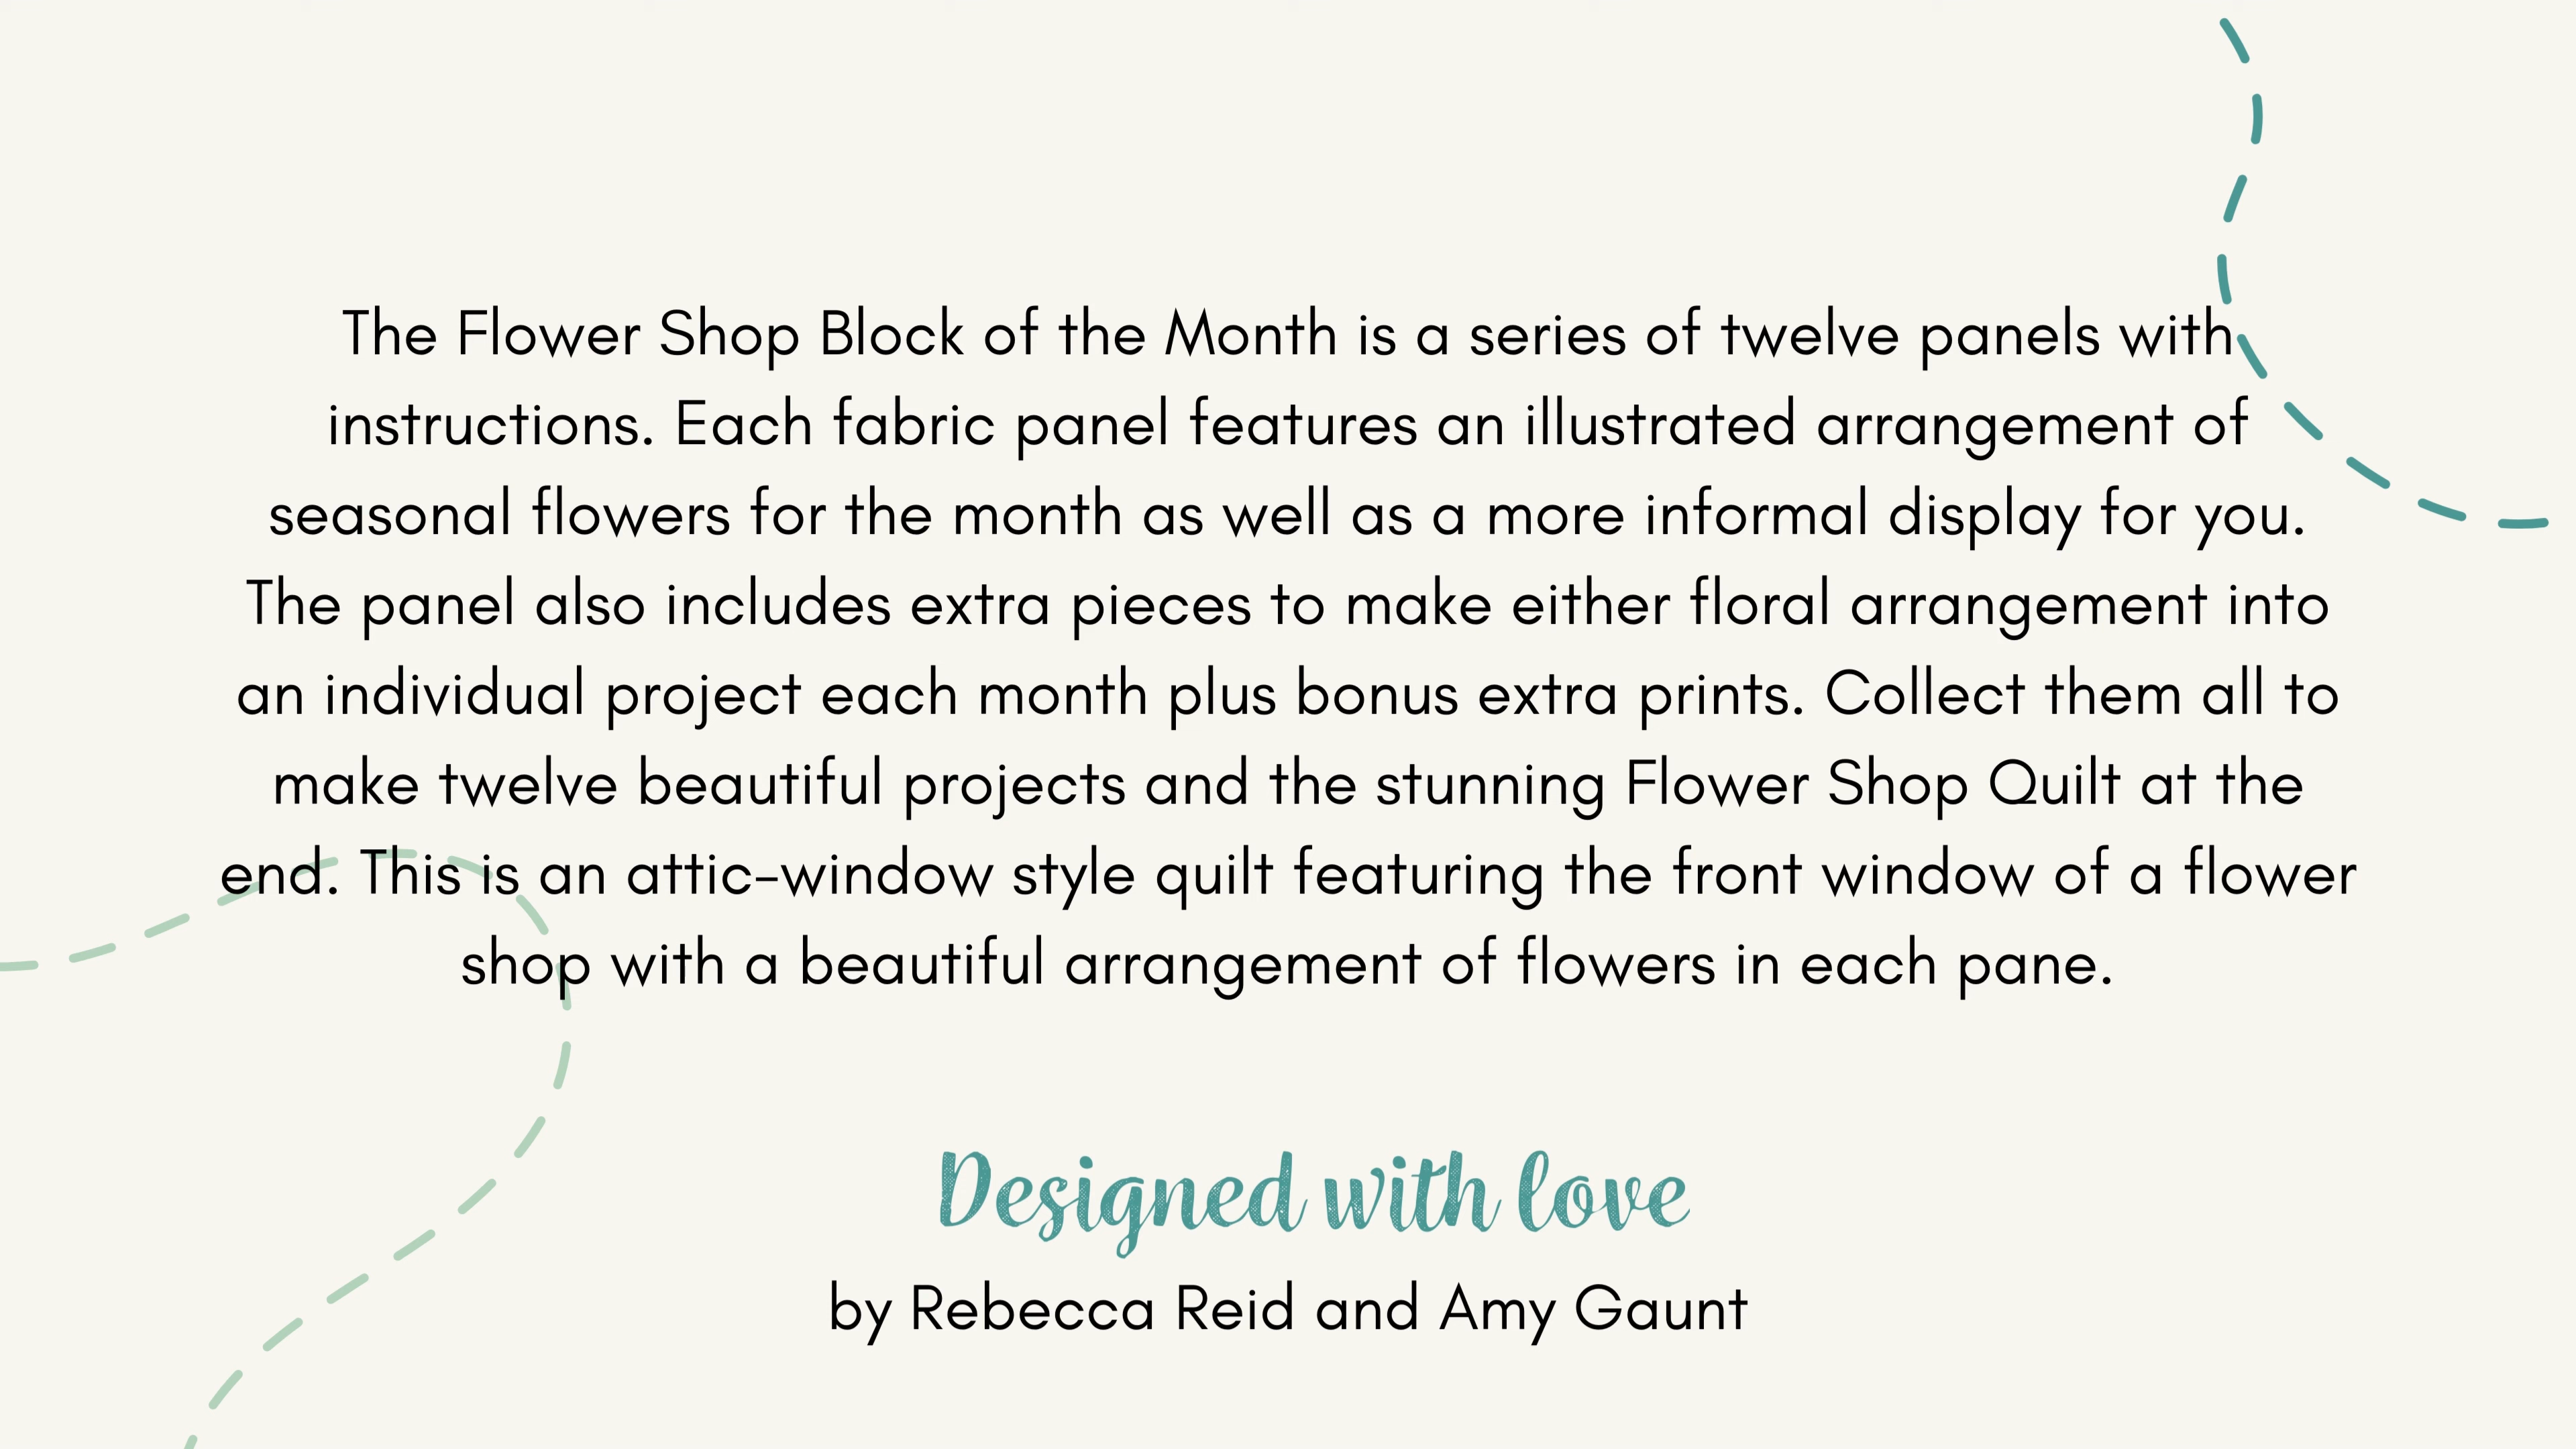 The Flower Shop Block of the Month is a series of twelve panels with
instructions. Each fabric panel features an illustrated arrangement of
seasonal flowers for the month as well as a more informal display for you.
The panel also includes extra pieces to make either floral arrangement into
an individual project each month plus bonus extra prints. Collect them all to
make twelve beautiful projects and the stunning Flower Shop Quilt at the
end. This is an attic-window style quilt featuring the front window of a flower
shop with a beautiful arrangement of flowers in each pane.
Designed with love
by Rebecca Reid and Amy Gaunt